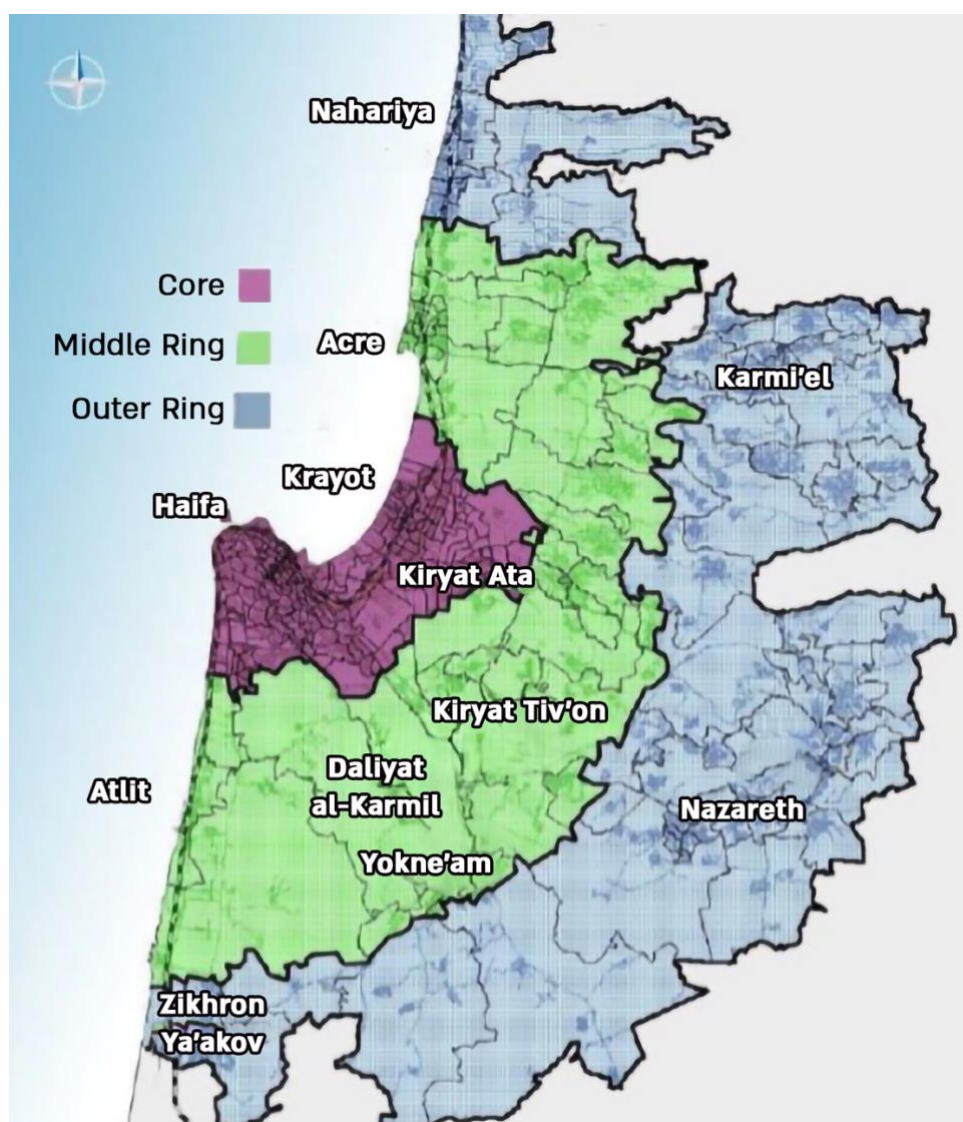 Nahariya
Core
Middle Ring
Acre
Outer Ring
Karmi'el
Krayot
Haifa
Kiryat Ata
Kiryat Tiv'on
Daliyat
al-Karmil
Atlit
Nazareth
Yokne'am
Zikhron
Ya'akov